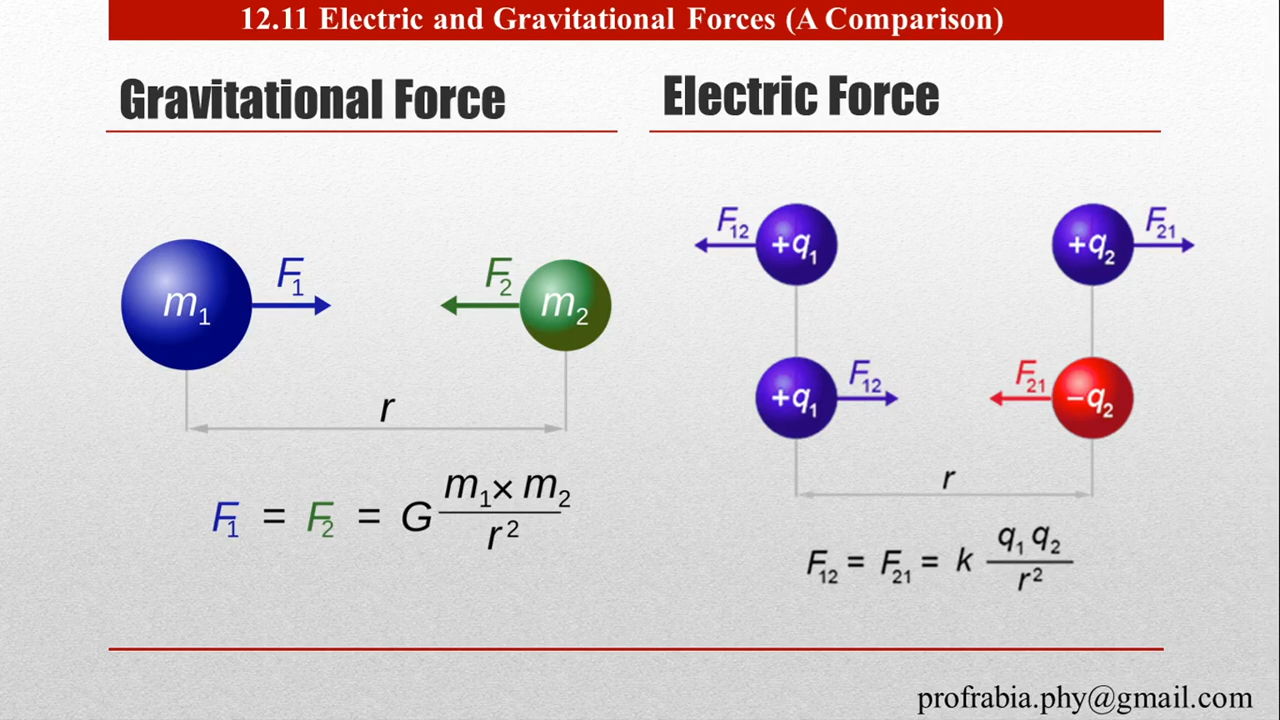 12.11 Electric and Gravitational Forces (A Comparison)
Gravitational Force
m₁
F₁
F₂
m₂
r
F₁ = F₂ = G m₁× m₂ / r²
Electric Force
F₁₂
+q₁
+q₂
F₂₁
+q₁
F₁₂
F₂₁
−q₂
r
F₁₂ = F₂₁ = k q₁ q₂ / r²
profrabia.phy@gmail.com